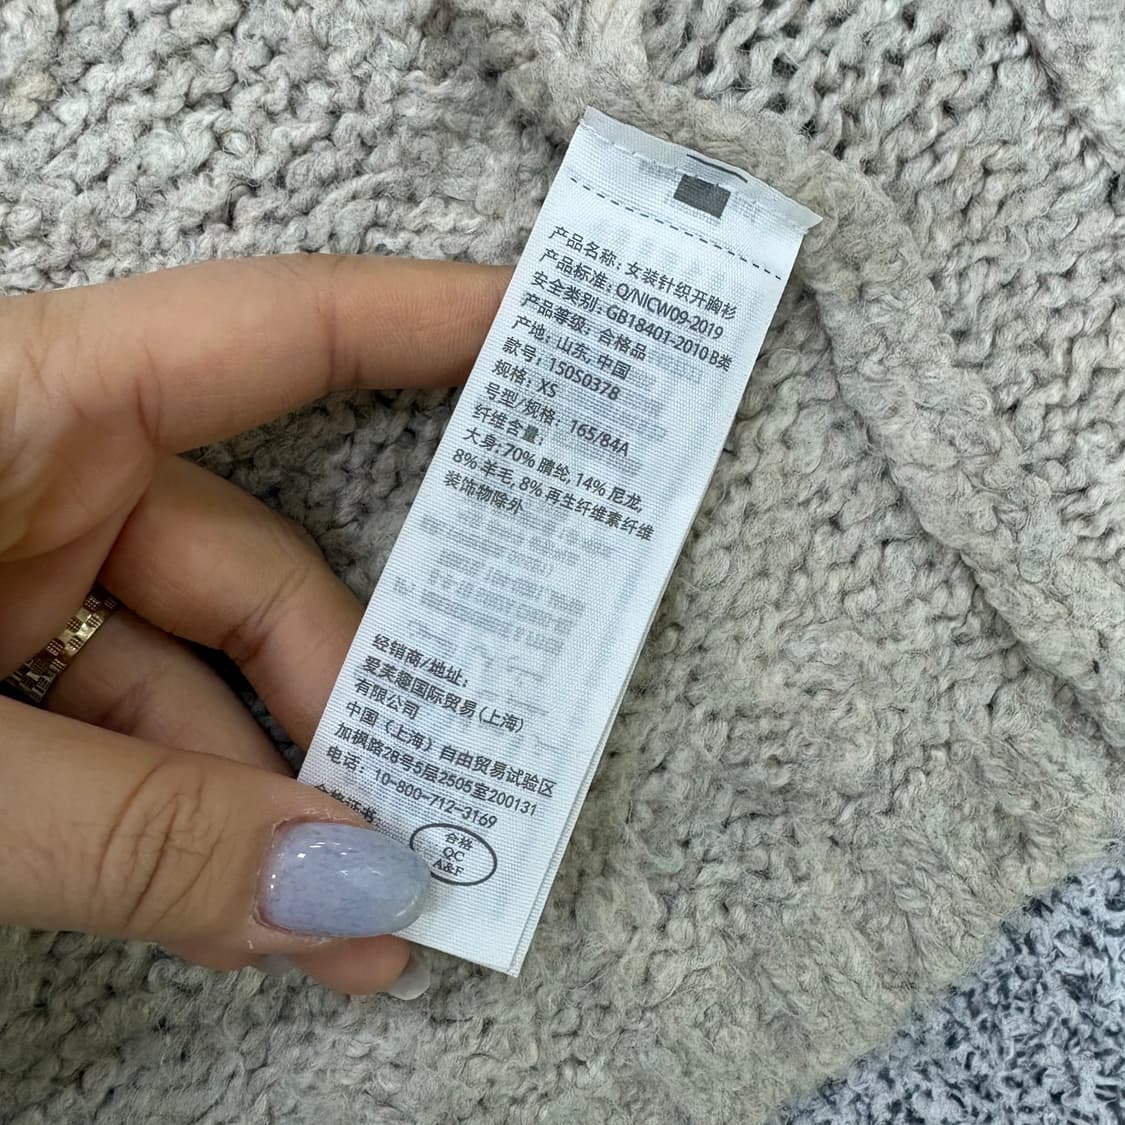 产品名称：女装针织开胸衫
产品标准：Q/NICW09-2019
安全类别：GB18401-2010 B类
产品等级：合格品
产地：山东, 中国
款号：150S0378
规格：XS
号型/规格：165/84A
纤维含量：
大身: 70% 腈纶, 14% 尼龙,
8% 羊毛, 8% 再生纤维素纤维
装饰物除外
经销商/地址：
爱芙趣国际贸易(上海)
有限公司
中国（上海）自由贸易试验区
加枫路28号5层2505室200131
电话：10-800-712-3169
合格证书
合格
QC
A&F